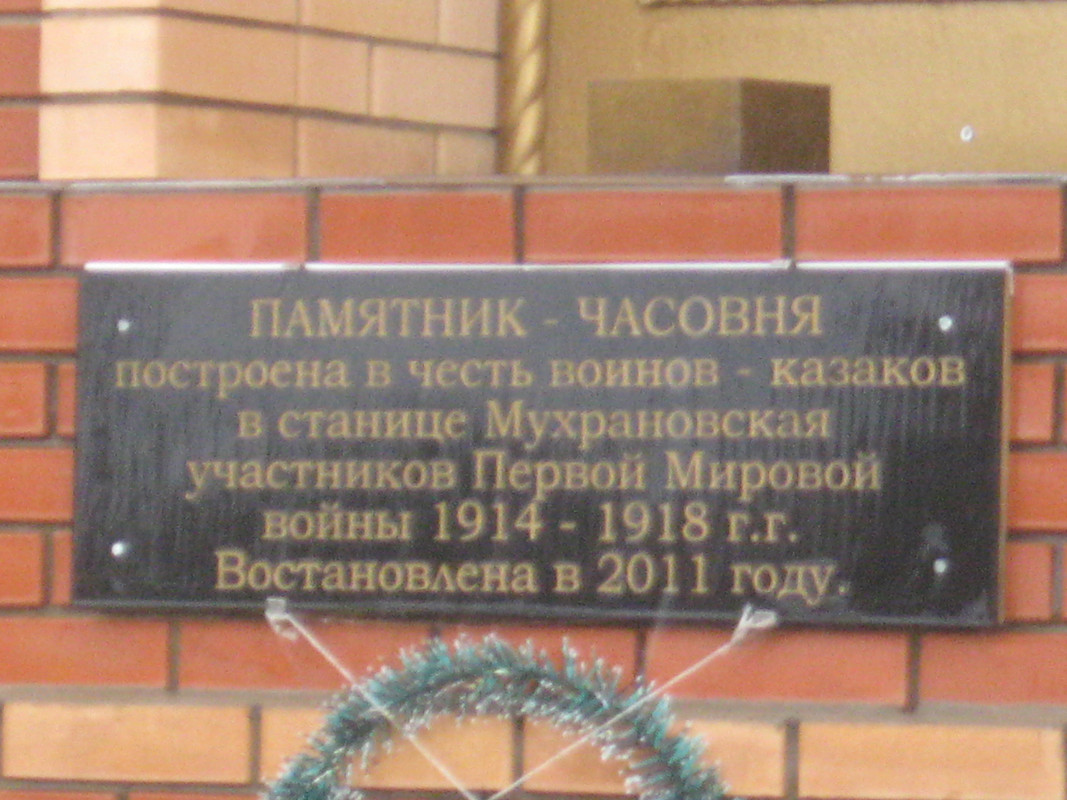 ПАМЯТНИК - ЧАСОВНЯ
построена в честь воинов - казаков
в станице Мухрановская
участников Первой Мировой
войны 1914 - 1918 г.г.
Востановлена в 2011 году.